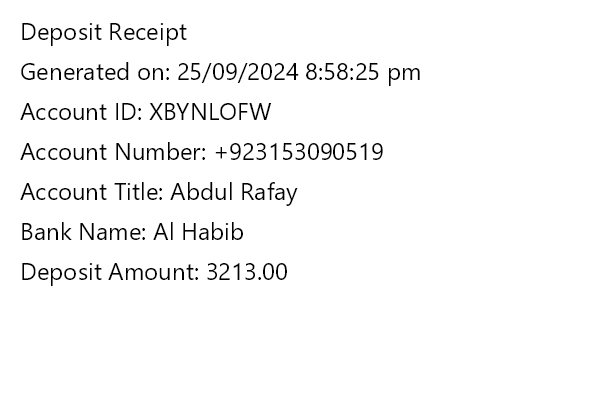 Deposit Receipt
Generated on: 25/09/2024 8:58:25 pm
Account ID: XBYNLOFW
Account Number: +923153090519
Account Title: Abdul Rafay
Bank Name: Al Habib
Deposit Amount: 3213.00